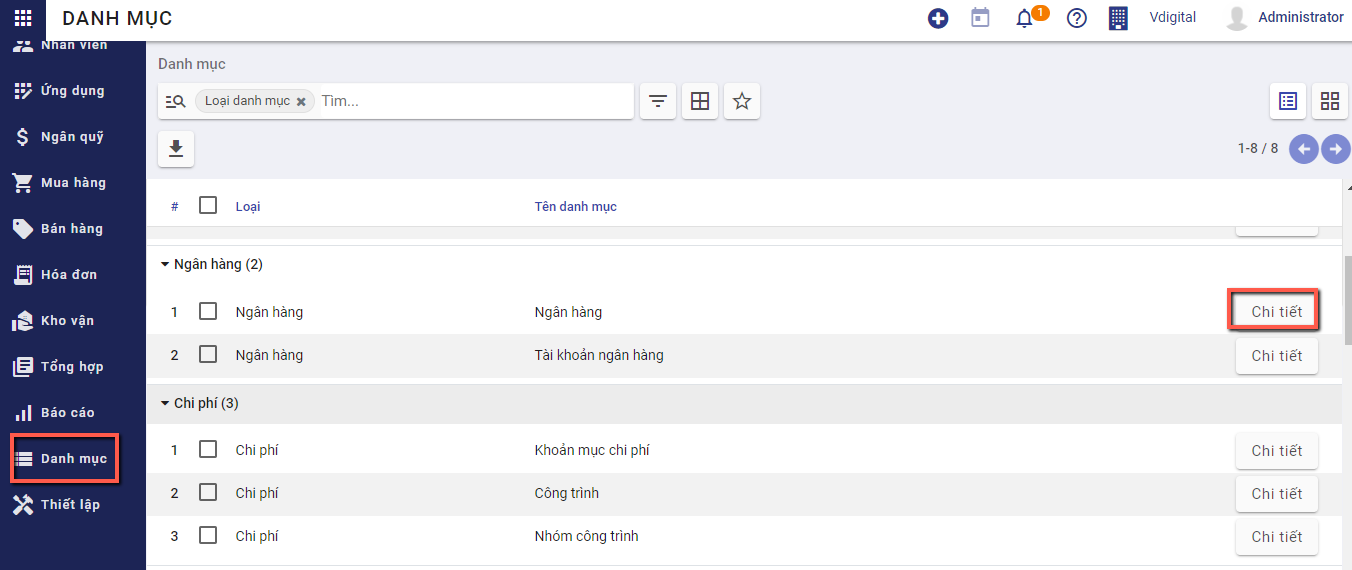 DANH MỤC
1
Vdigital
Administrator
Nhân viên
Ứng dụng
Ngân quỹ
Mua hàng
Bán hàng
Hóa đơn
Kho vận
Tổng hợp
Báo cáo
Danh mục
Thiết lập
Danh mục
Loại danh mục Tìm...
1-8 / 8
# Loại Tên danh mục
Ngân hàng (2)
1 Ngân hàng Ngân hàng Chi tiết
2 Ngân hàng Tài khoản ngân hàng Chi tiết
Chi phí (3)
1 Chi phí Khoản mục chi phí Chi tiết
2 Chi phí Công trình Chi tiết
3 Chi phí Nhóm công trình Chi tiết